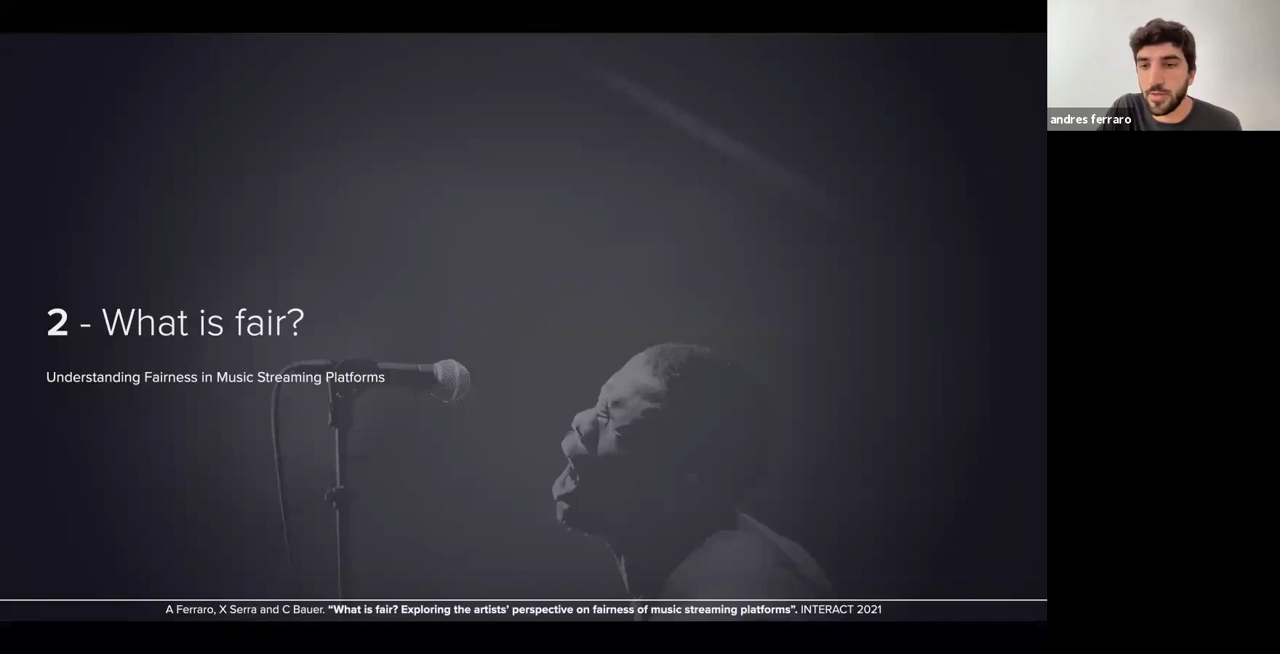 andres ferraro
2 - What is fair?
Understanding Fairness in Music Streaming Platforms
A Ferraro, X Serra and C Bauer. “What is fair? Exploring the artists’ perspective on fairness of music streaming platforms”. INTERACT 2021